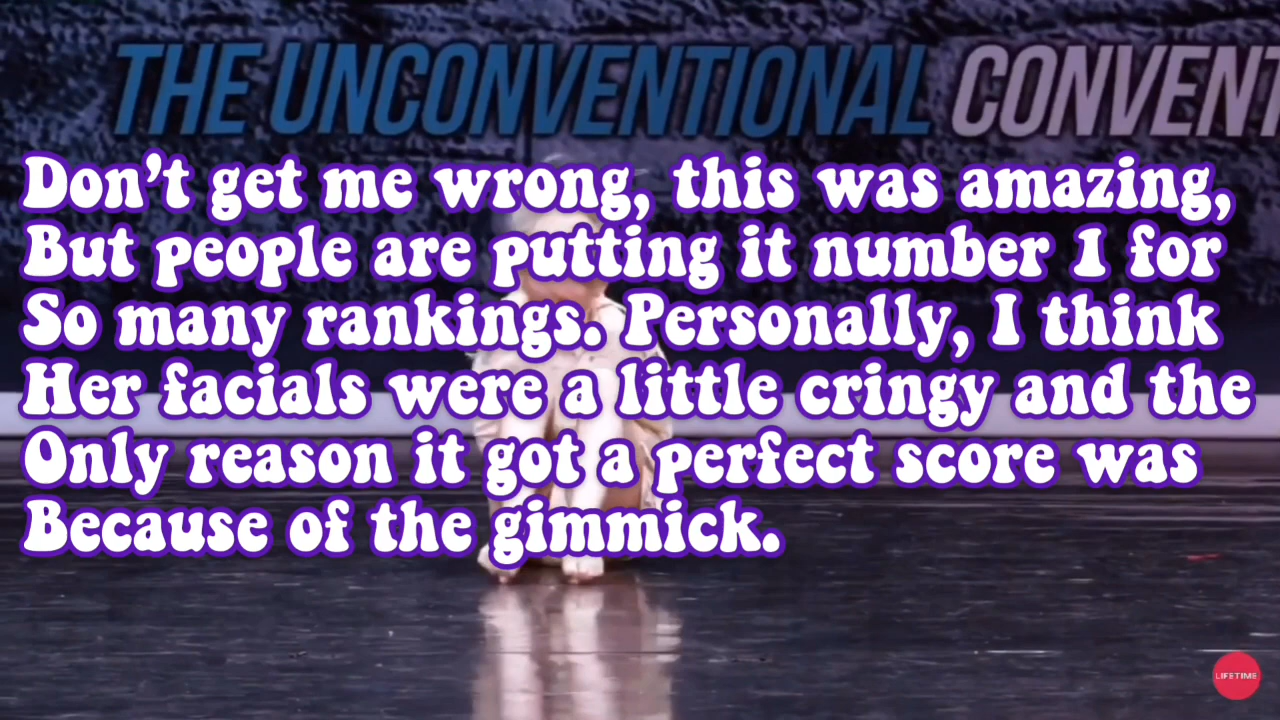 THE UNCONVENTIONAL CONVENT
Don't get me wrong, this was amazing,
But people are putting it number 1 for
So many rankings. Personally, I think
Her facials were a little cringy and the
Only reason it got a perfect score was
Because of the gimmick.
LIFETIME